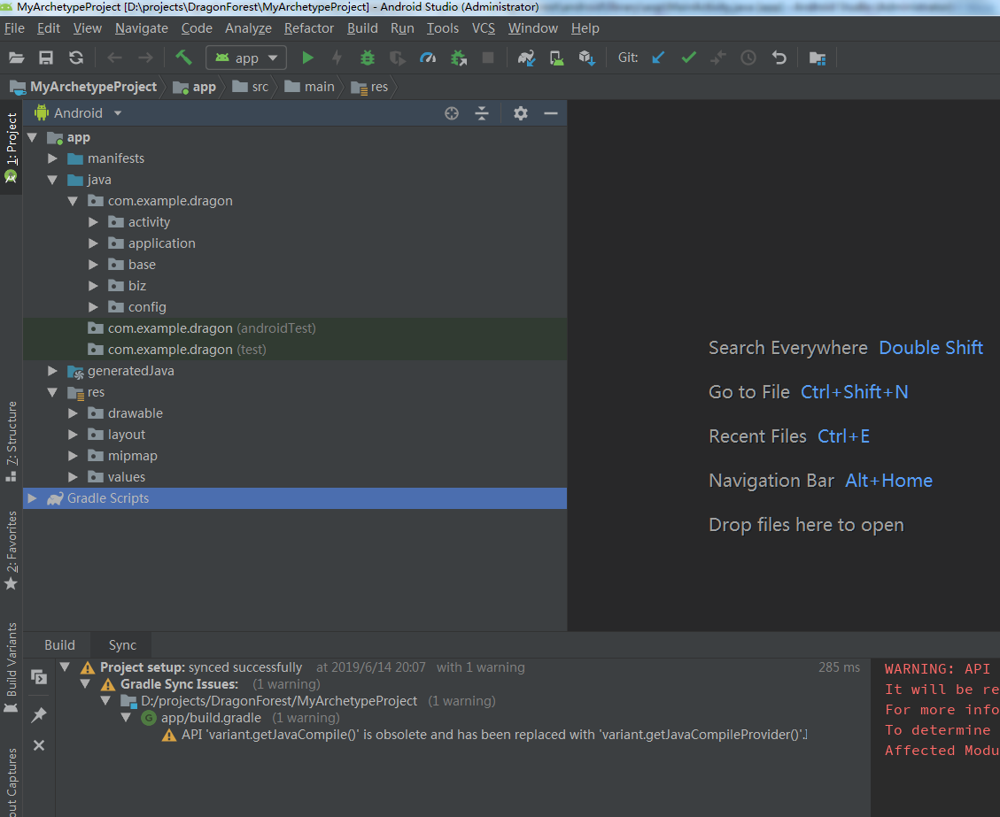 MyArchetypeProject [D:\projects\DragonForest\MyArchetypeProject] - Android Studio (Administrator)
File Edit View Navigate Code Analyze Refactor Build Run Tools VCS Window Help
app Git:
MyArchetypeProject app src main res
Android
1: Project
app
manifests
java
com.example.dragon
activity
application
base
biz
config
com.example.dragon (androidTest)
com.example.dragon (test)
generatedJava
res
drawable
layout
mipmap
values
Gradle Scripts
7: Structure
2: Favorites
Build Variants
out Captures
Search Everywhere Double Shift
Go to File Ctrl+Shift+N
Recent Files Ctrl+E
Navigation Bar Alt+Home
Drop files here to open
Build Sync
Project setup: synced successfully at 2019/6/14 20:07 with 1 warning 285 ms
Gradle Sync Issues: (1 warning)
D:/projects/DragonForest/MyArchetypeProject (1 warning)
G app/build.gradle (1 warning)
API 'variant.getJavaCompile()' is obsolete and has been replaced with 'variant.getJavaCompileProvider()'.
WARNING: API
It will be re
For more info
To determine
Affected Modu